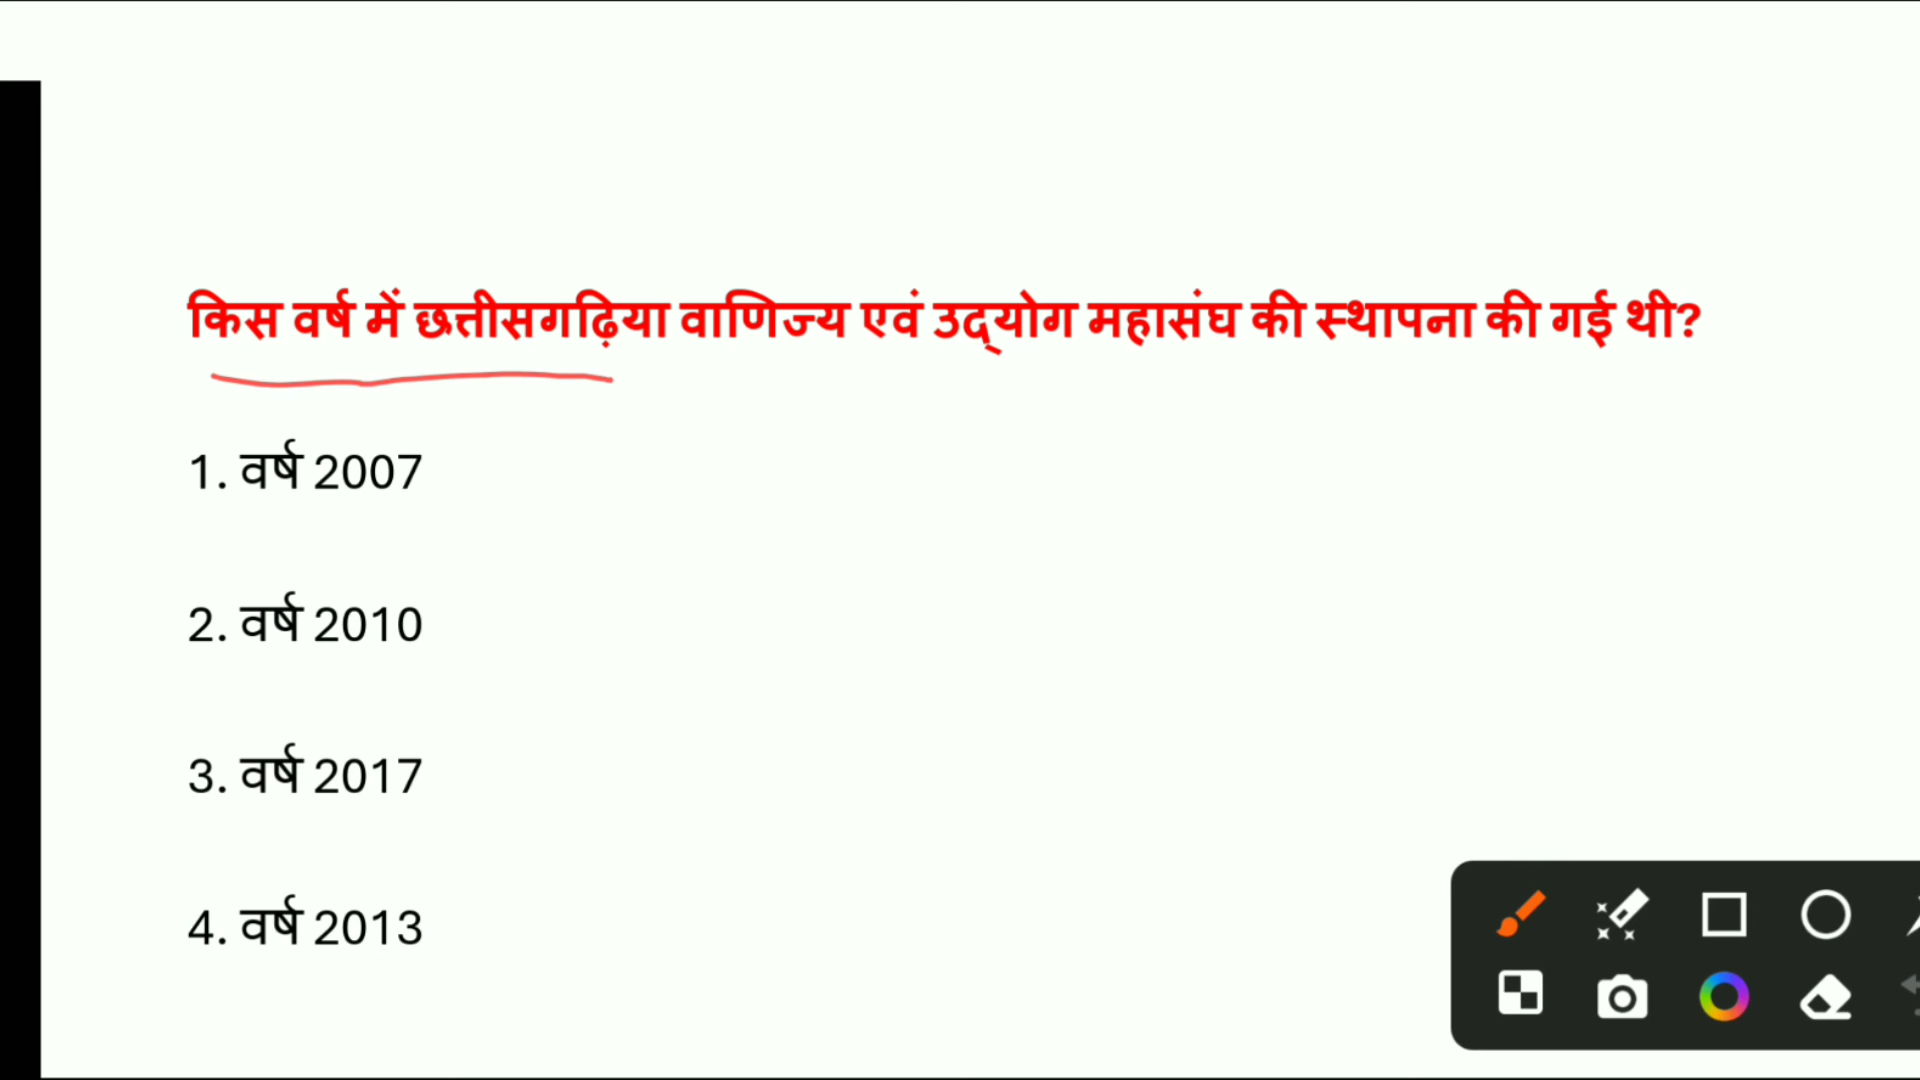 किस वर्ष में छत्तीसगढ़िया वाणिज्य एवं उद्‌योग महासंघ की स्थापना की गई थी?
1. वर्ष 2007
2. वर्ष 2010
3. वर्ष 2017
4. वर्ष 2013